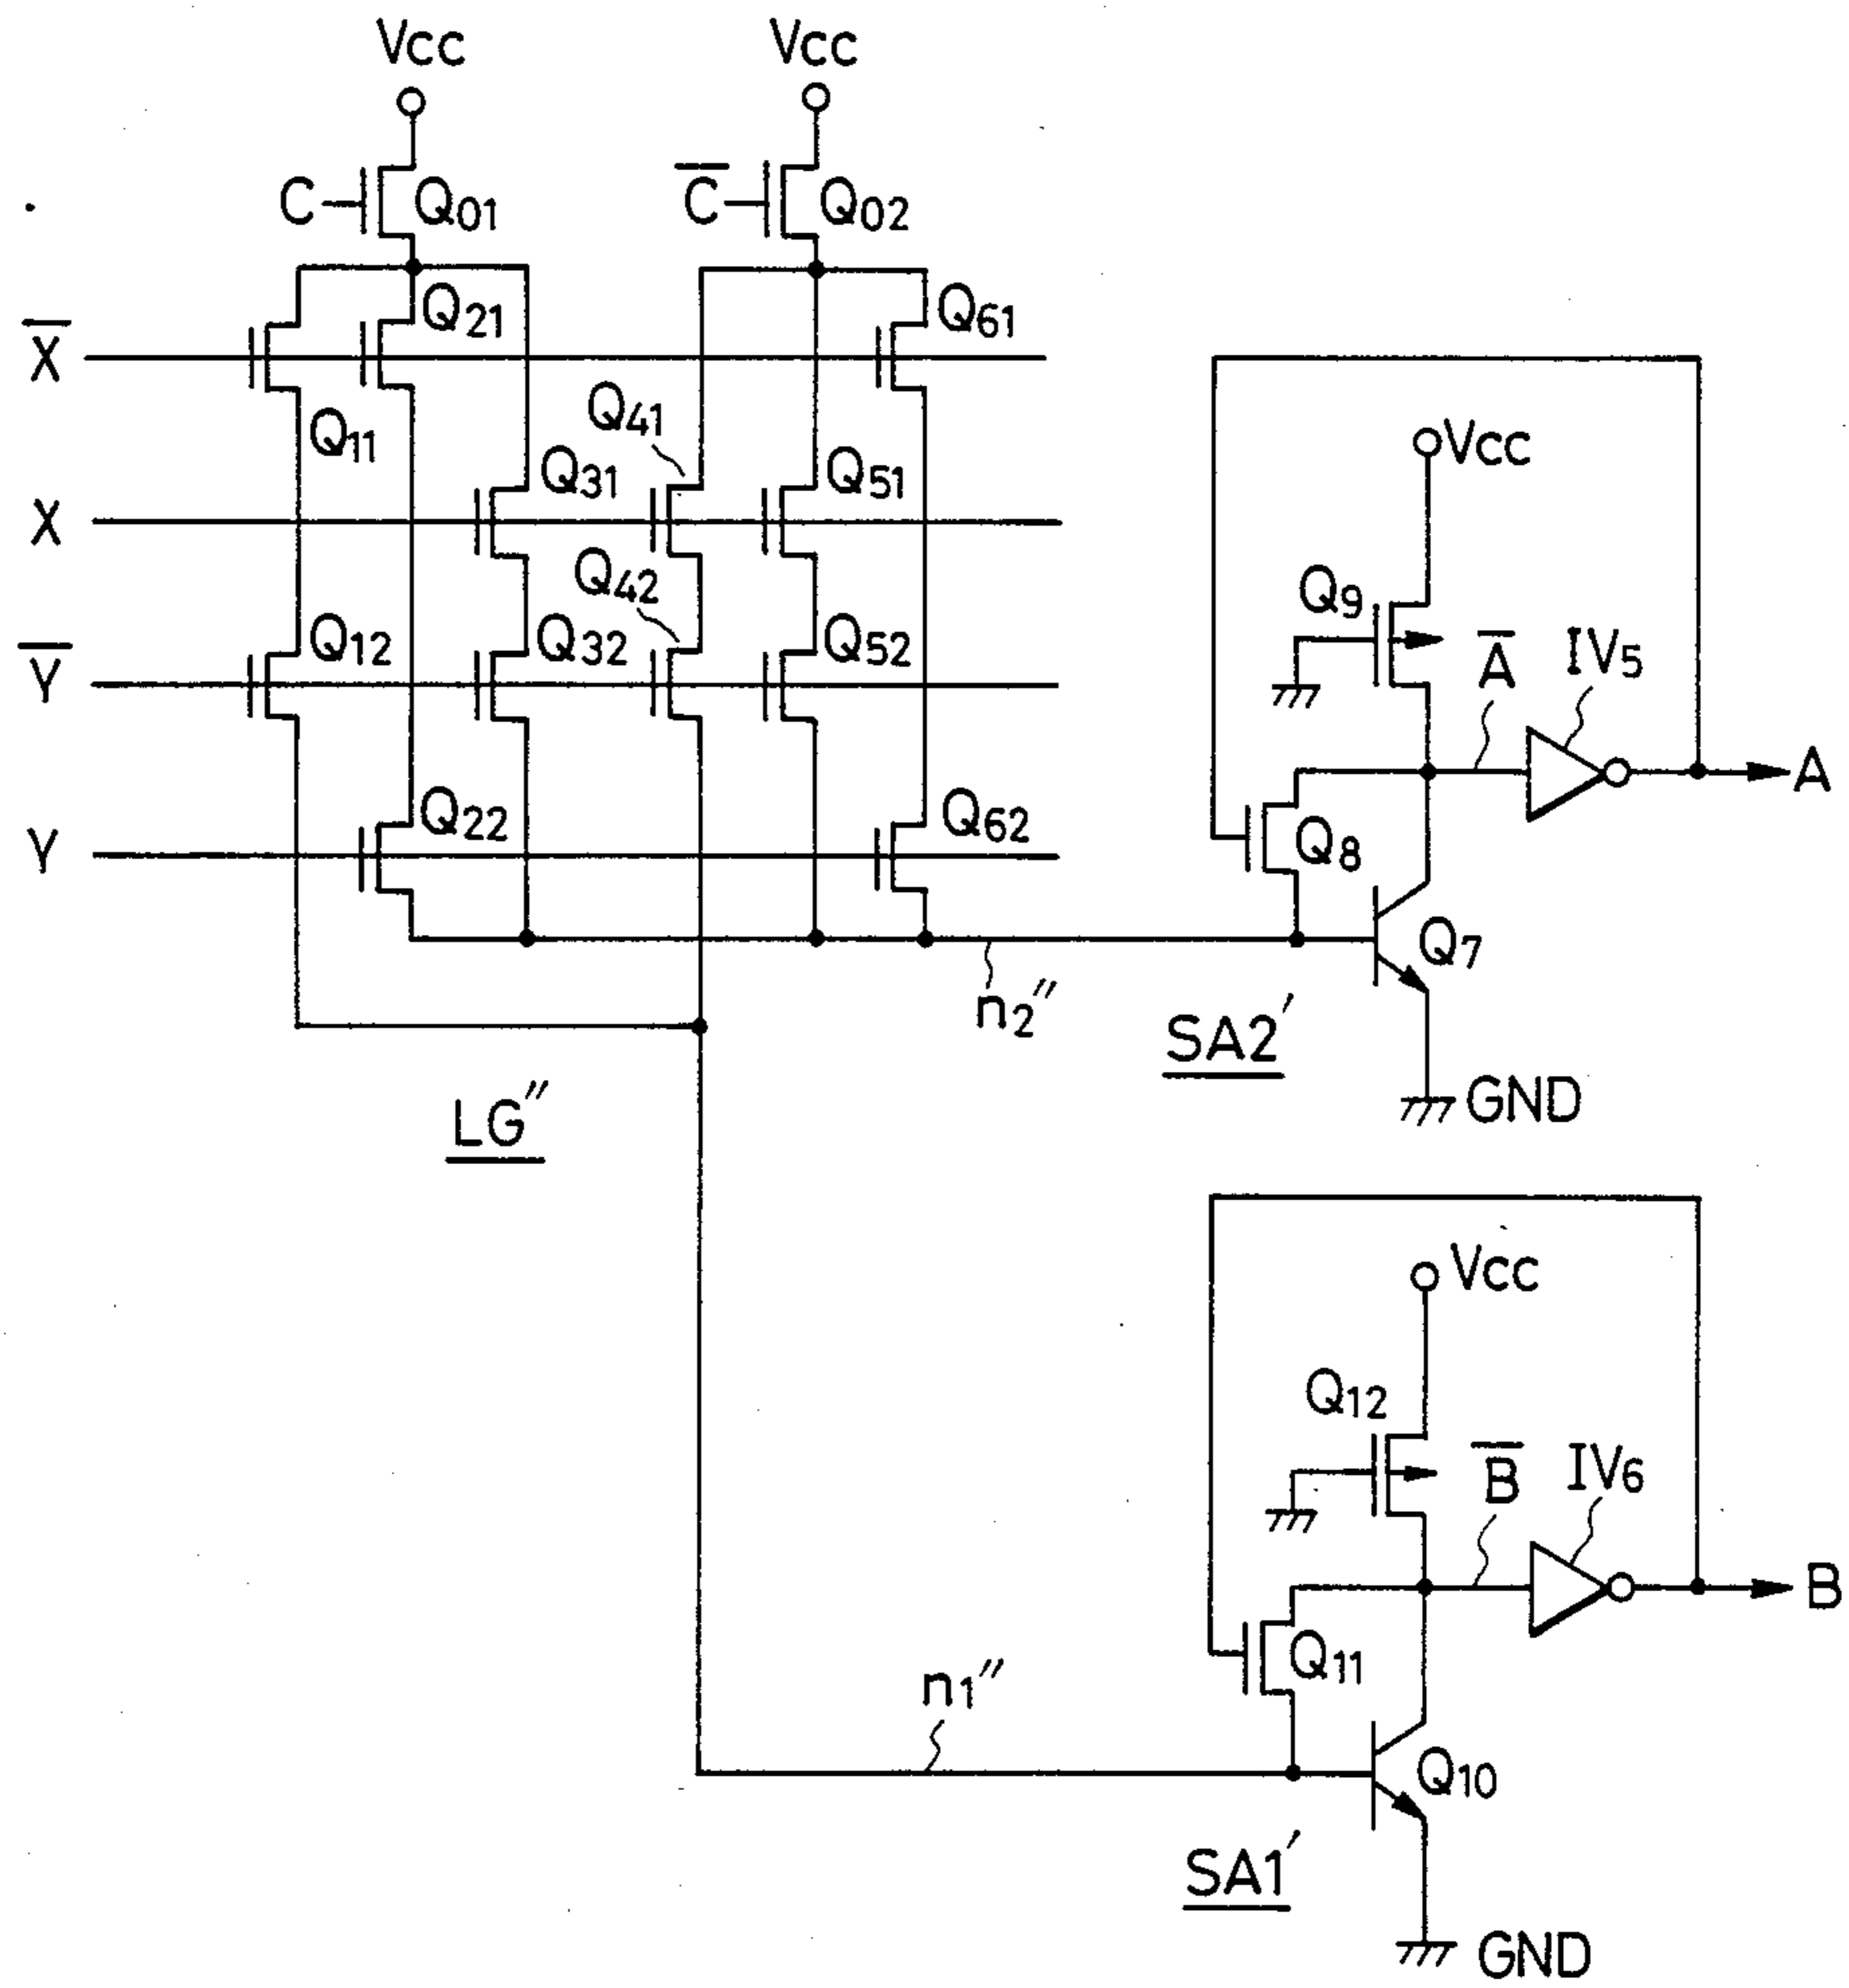 Vcc Vcc
C Q01 C̅ Q02
Q21 Q61
X̅
Q11 Q41
Vcc
X Q31 Q51
Q42 Q9
Y̅ Q12 Q32 Q52 A̅ IV5
A
Y Q22 Q62 Q8
Q7
n2″ SA2′
LG″ GND
Vcc
Q12
B̅ IV6
B
n1″ Q11
Q10
SA1′
GND